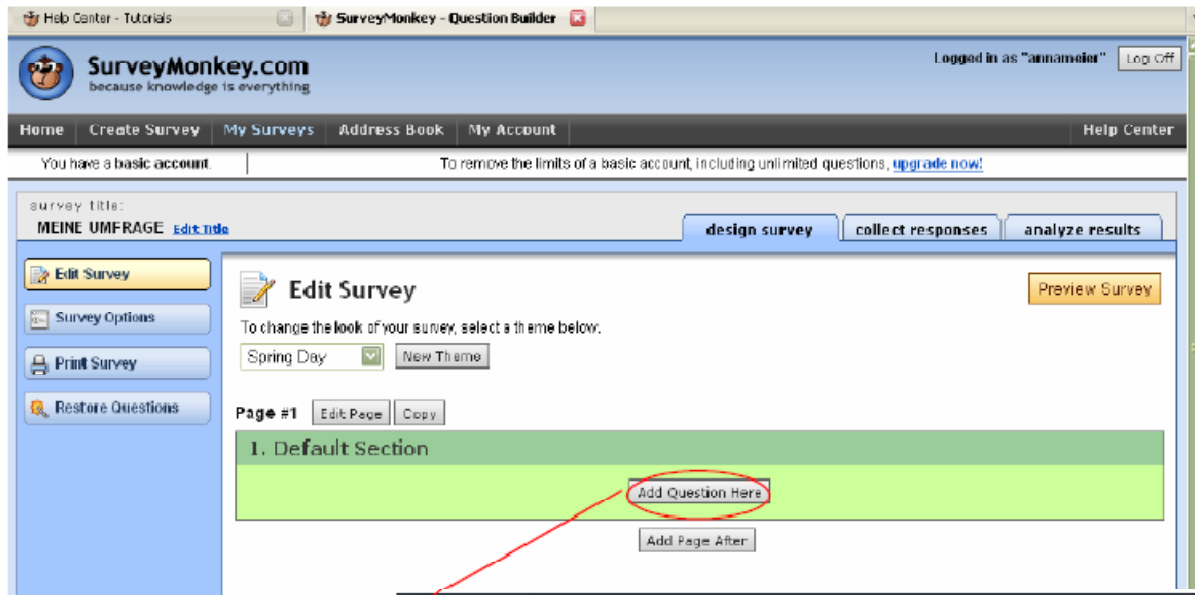 Help Center - Tutorials
SurveyMonkey - Question Builder
SurveyMonkey.com
because knowledge is everything
Logged in as "annameier"
Log Off
Home
Create Survey
My Surveys
Address Book
My Account
Help Center
You have a basic account.
To remove the limits of a basic account, including unlimited questions, upgrade now!
survey title:
MEINE UMFRAGE Edit Title
design survey
collect responses
analyze results
Edit Survey
Survey Options
Print Survey
Restore Questions
Edit Survey
Preview Survey
To change the look of your survey, select a theme below.
Spring Day
New Theme
Page #1
Edit Page
Copy
1. Default Section
Add Question Here
Add Page After